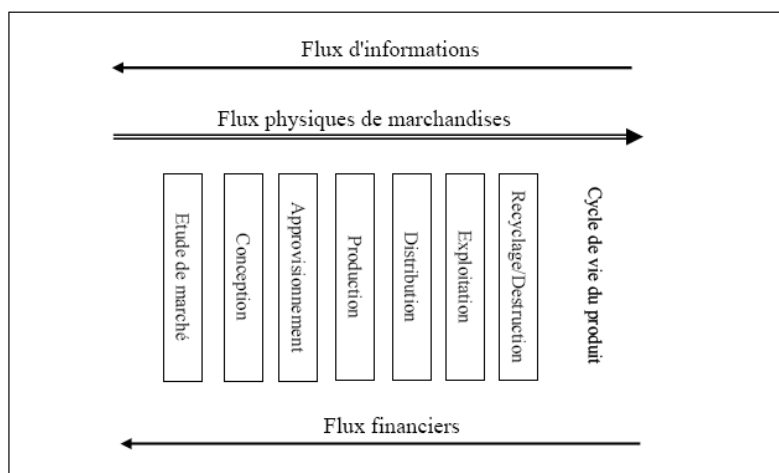 Flux d'informations
Flux physiques de marchandises
Etude de marché
Conception
Approvisionnement
Production
Distribution
Exploitation
Recyclage/Destruction
Cycle de vie du produit
Flux financiers